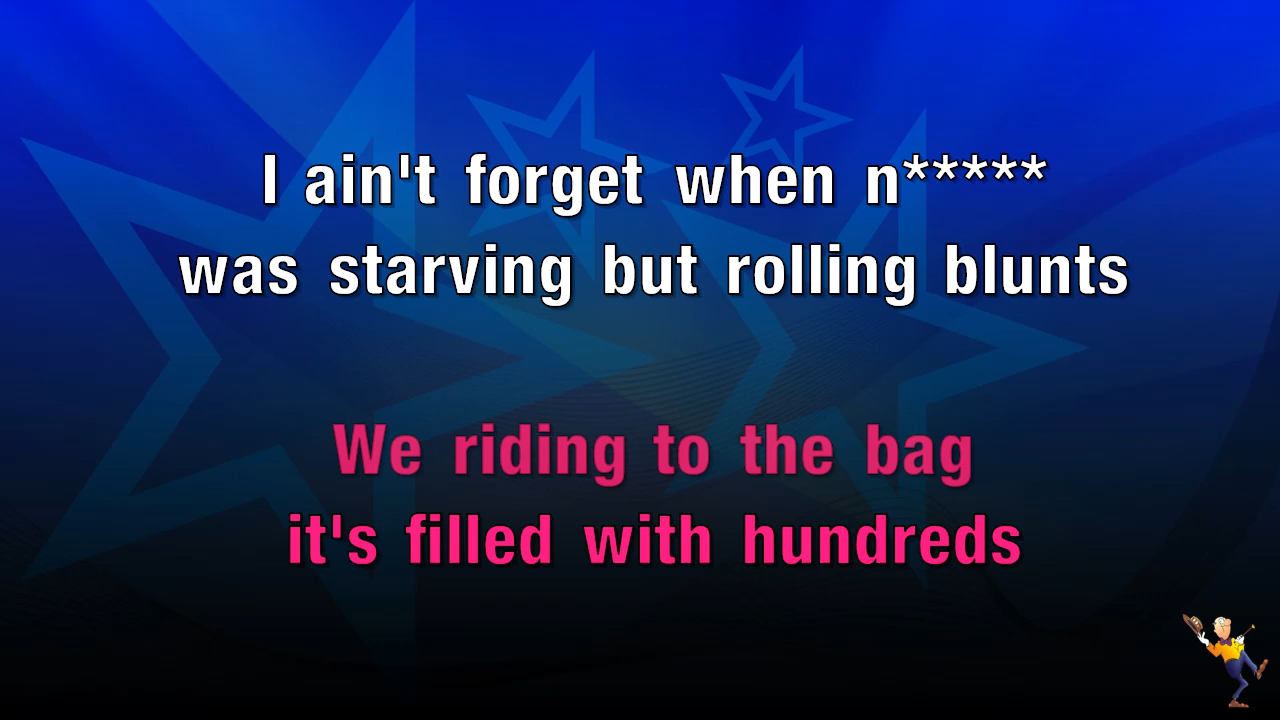 I ain't forget when n*****
was starving but rolling blunts
We riding to the bag
it's filled with hundreds